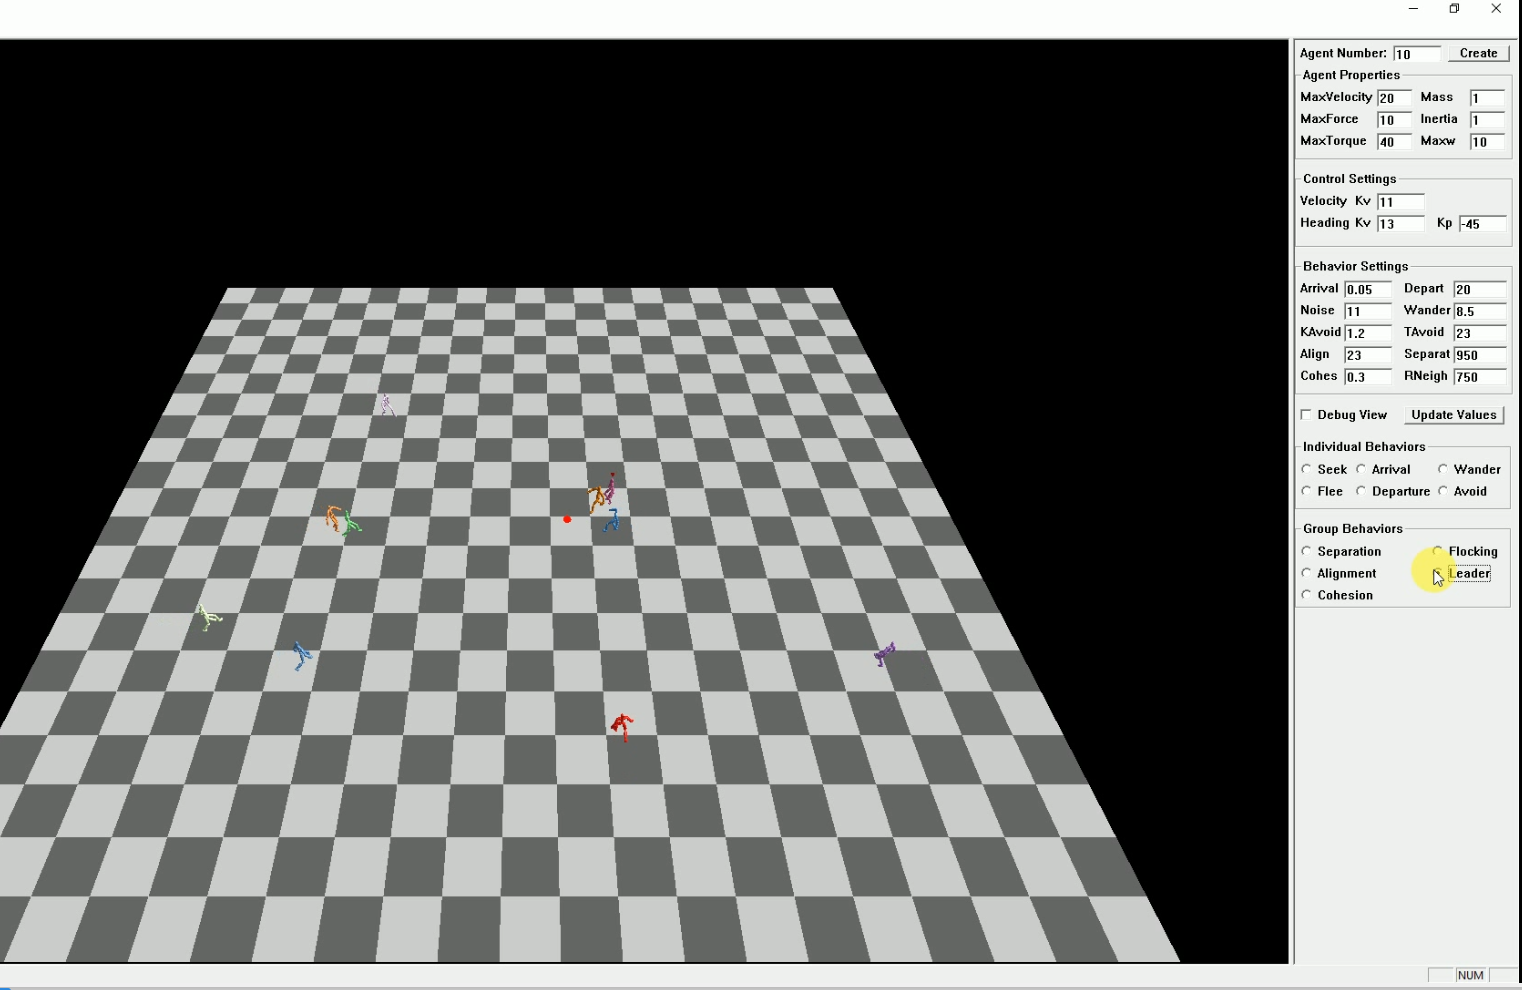 Agent Number: 10 Create
Agent Properties
MaxVelocity 20 Mass 1
MaxForce 10 Inertia 1
MaxTorque 40 Maxw 10
Control Settings
Velocity Kv 11
Heading Kv 13 Kp -45
Behavior Settings
Arrival 0.05 Depart 20
Noise 11 Wander 8.5
KAvoid 1.2 TAvoid 23
Align 23 Separat 950
Cohes 0.3 RNeigh 750
Debug View Update Values
Individual Behaviors
Seek Arrival Wander
Flee Departure Avoid
Group Behaviors
Separation Flocking
Alignment Leader
Cohesion
NUM